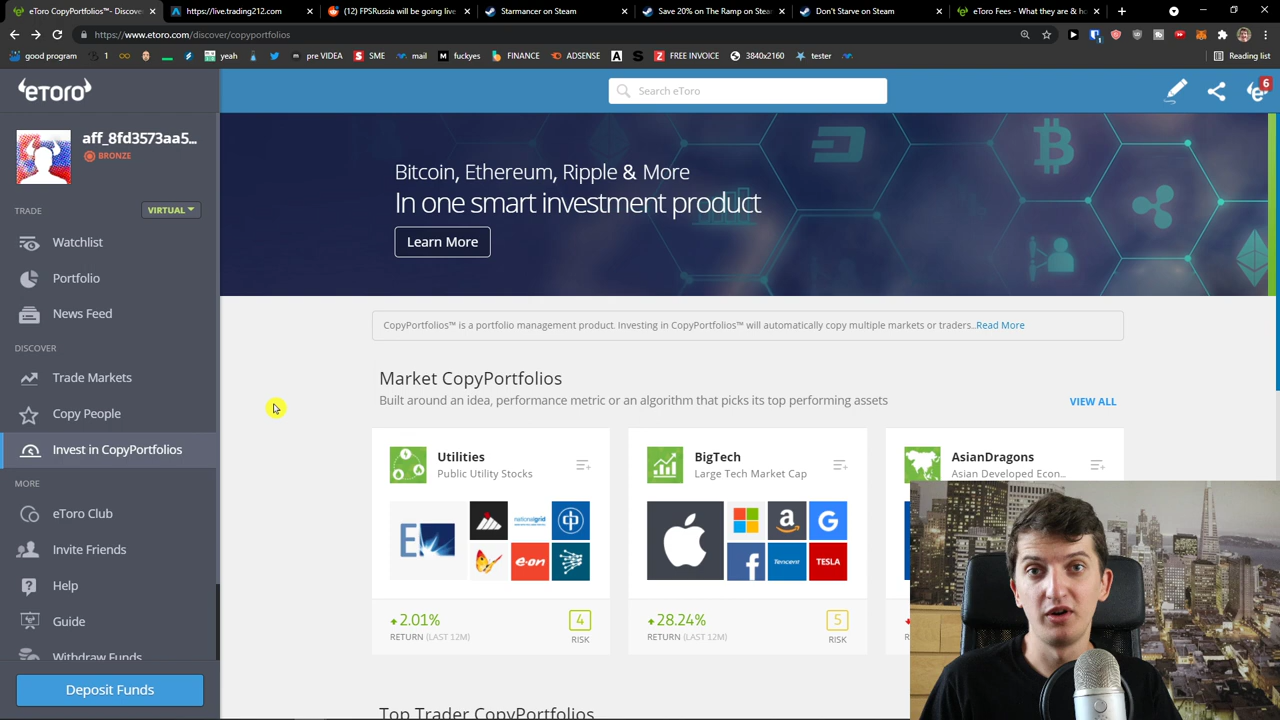 eToro CopyPortfolios™– Discover
https://live.trading212.com
(12) FPSRussia will be going live
Starmancer on Steam
Save 20% on The Ramp on Steam
Don't Starve on Steam
eToro Fees - What they are & ho
https://www.etoro.com/discover/copyportfolios
good program
1
yeah
pre VIDEA
SME
mail
fuckyes
FINANCE
ADSENSE
FREE INVOICE
3840x2160
tester
Reading list
eToro
Search eToro
6
aff_8fd3573aa5...
BRONZE
TRADE
VIRTUAL
Watchlist
Portfolio
News Feed
DISCOVER
Trade Markets
Copy People
Invest in CopyPortfolios
MORE
eToro Club
Invite Friends
Help
Guide
Withdraw Funds
Deposit Funds
Bitcoin, Ethereum, Ripple & More
In one smart investment product
Learn More
CopyPortfolios™ is a portfolio management product. Investing in CopyPortfolios™ will automatically copy multiple markets or traders..Read More
Market CopyPortfolios
Built around an idea, performance metric or an algorithm that picks its top performing assets
VIEW ALL
Utilities
Public Utility Stocks
nationalgrid
e·on
2.01%
RETURN (LAST 12M)
4
RISK
BigTech
Large Tech Market Cap
Tencent
TESLA
28.24%
RETURN (LAST 12M)
5
RISK
AsianDragons
Asian Developed Econ..
Top Trader CopyPortfolios